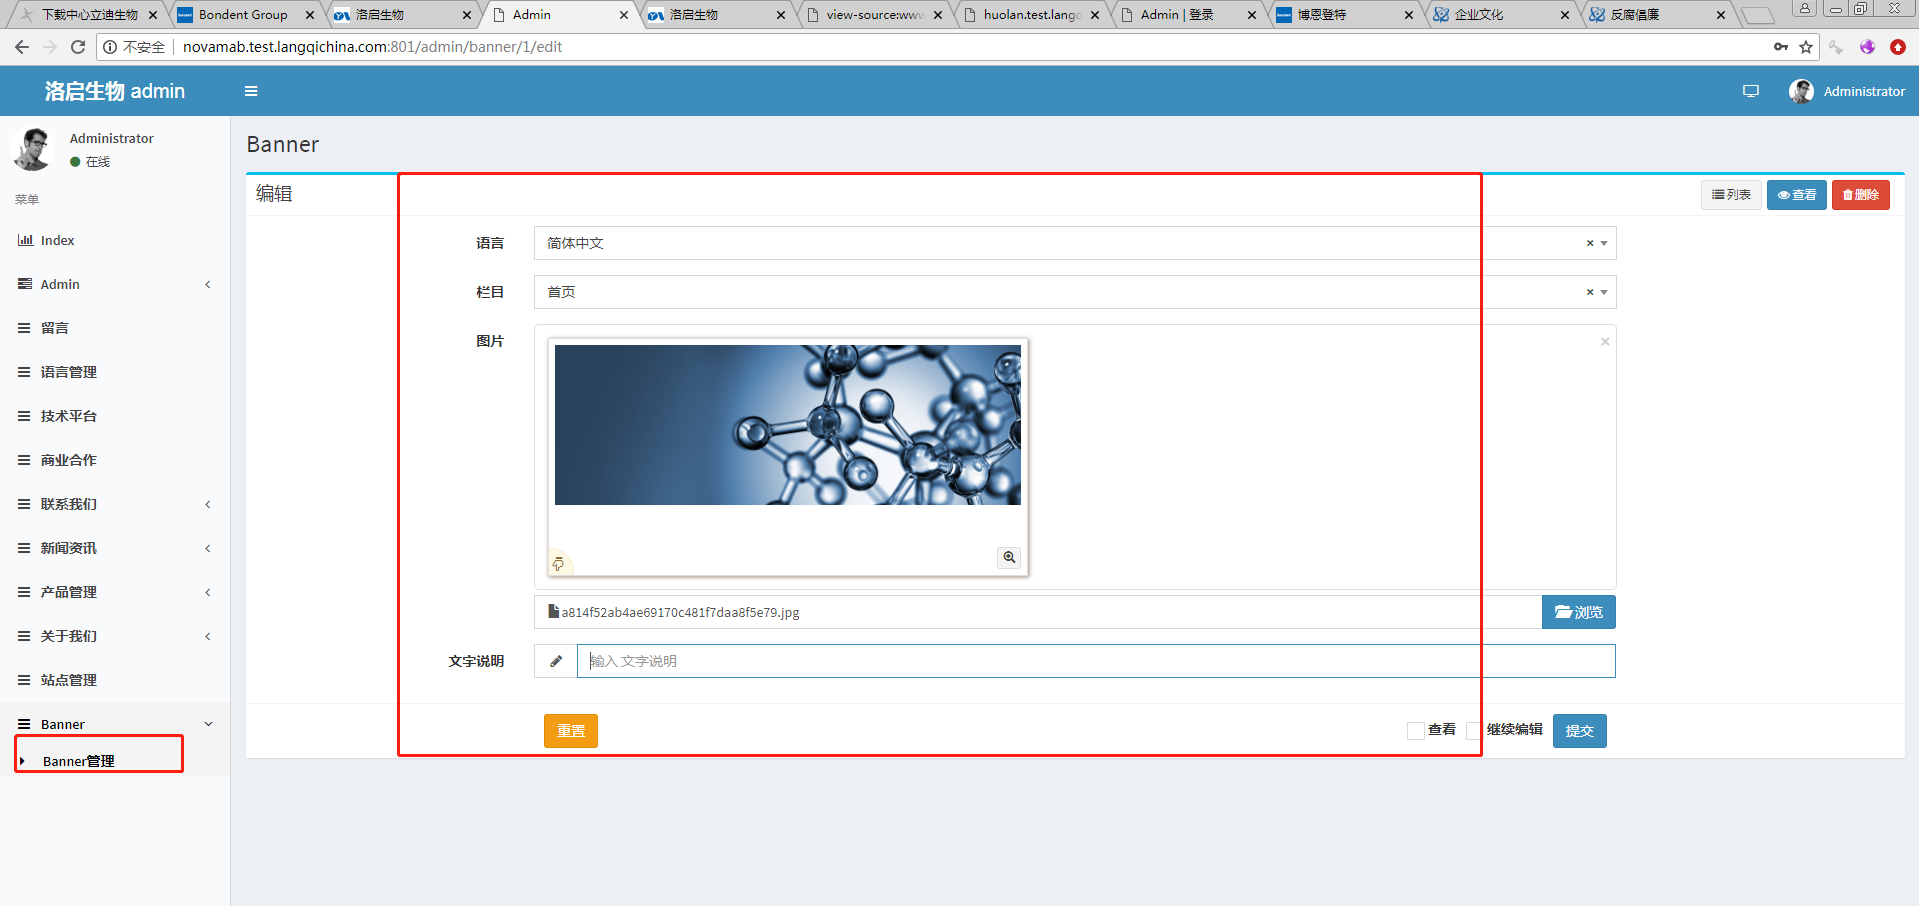 下载中心立迪生物
Bondent Group
洛启生物
Admin
洛启生物
view-source:www
huolan.test.langq
Admin | 登录
博恩登特
企业文化
反腐倡廉
不安全
novamab.test.langqichina.com:801/admin/banner/1/edit
洛启生物 admin
Administrator
Administrator
在线
菜单
Index
Admin
留言
语言管理
技术平台
商业合作
联系我们
新闻资讯
产品管理
关于我们
站点管理
Banner
Banner管理
Banner
编辑
列表
查看
删除
语言
简体中文
栏目
首页
图片
a814f52ab4ae69170c481f7daa8f5e79.jpg
浏览
文字说明
输入 文字说明
重置
查看
继续编辑
提交